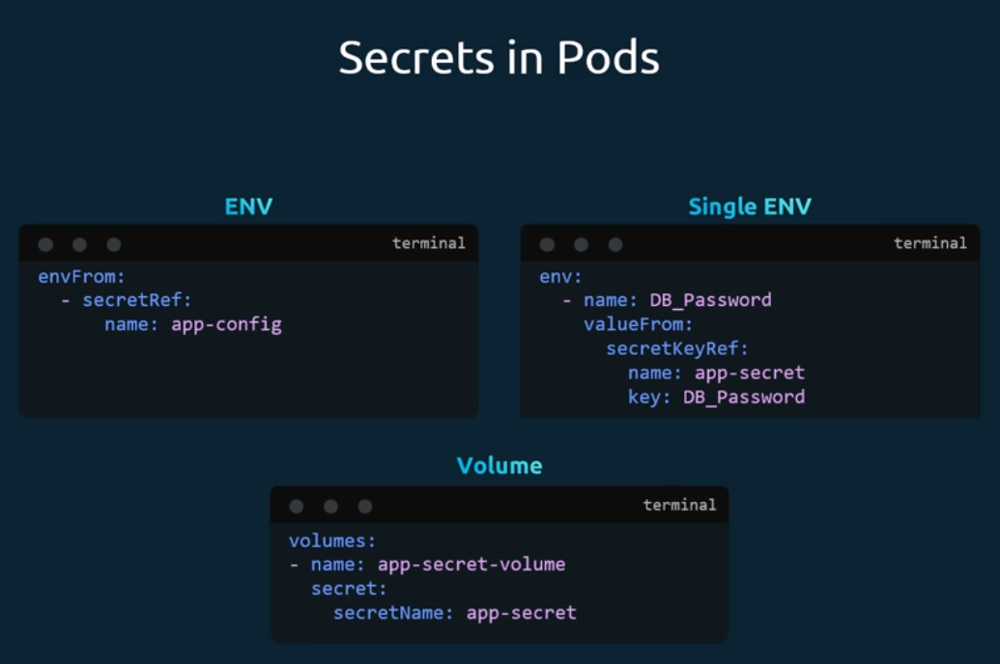 Secrets in Pods
ENV
terminal
envFrom:
  - secretRef:
      name: app-config
Single ENV
terminal
env:
  - name: DB_Password
    valueFrom:
      secretKeyRef:
        name: app-secret
        key: DB_Password
Volume
terminal
volumes:
- name: app-secret-volume
  secret:
    secretName: app-secret